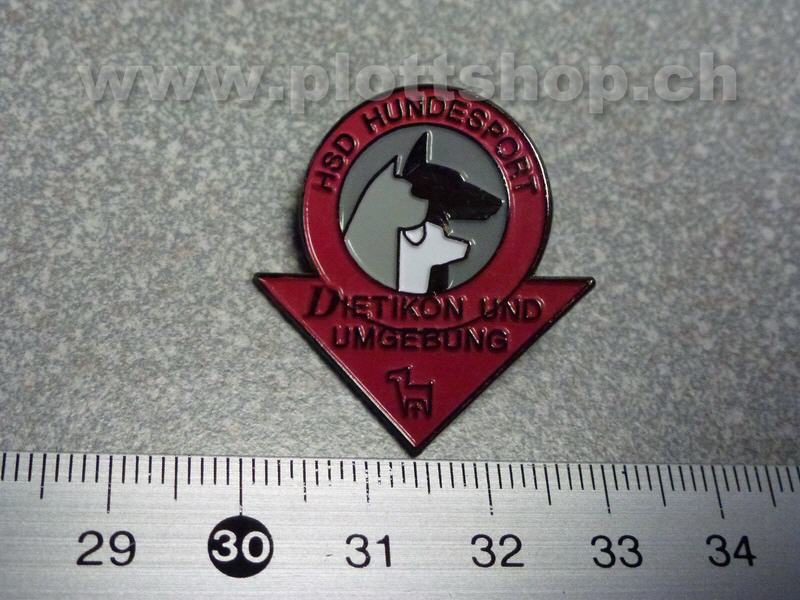 www.plottshop.ch
HSD HUNDESPORT
DIETIKON UND
UMGEBUNG
29 30 31 32 33 34